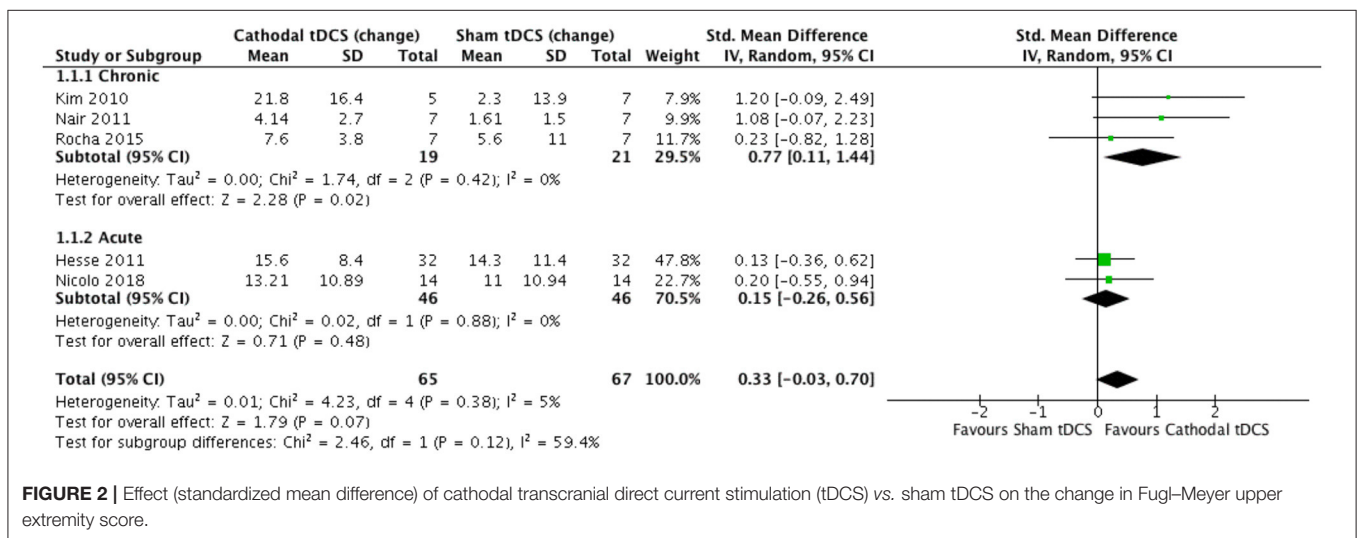 Cathodal tDCS (change) Sham tDCS (change) Std. Mean Difference Std. Mean Difference
Study or Subgroup Mean SD Total Mean SD Total Weight IV, Random, 95% CI IV, Random, 95% CI
1.1.1 Chronic
Kim 2010 21.8 16.4 5 2.3 13.9 7 7.9% 1.20 [-0.09, 2.49]
Nair 2011 4.14 2.7 7 1.61 1.5 7 9.9% 1.08 [-0.07, 2.23]
Rocha 2015 7.6 3.8 7 5.6 11 7 11.7% 0.23 [-0.82, 1.28]
Subtotal (95% CI) 19 21 29.5% 0.77 [0.11, 1.44]
Heterogeneity: Tau² = 0.00; Chi² = 1.74, df = 2 (P = 0.42); I² = 0%
Test for overall effect: Z = 2.28 (P = 0.02)
1.1.2 Acute
Hesse 2011 15.6 8.4 32 14.3 11.4 32 47.8% 0.13 [-0.36, 0.62]
Nicolo 2018 13.21 10.89 14 11 10.94 14 22.7% 0.20 [-0.55, 0.94]
Subtotal (95% CI) 46 46 70.5% 0.15 [-0.26, 0.56]
Heterogeneity: Tau² = 0.00; Chi² = 0.02, df = 1 (P = 0.88); I² = 0%
Test for overall effect: Z = 0.71 (P = 0.48)
Total (95% CI) 65 67 100.0% 0.33 [-0.03, 0.70]
Heterogeneity: Tau² = 0.01; Chi² = 4.23, df = 4 (P = 0.38); I² = 5%
Test for overall effect: Z = 1.79 (P = 0.07)
Test for subgroup differences: Chi² = 2.46, df = 1 (P = 0.12), I² = 59.4%
-2 -1 0 1 2
Favours Sham tDCS Favours Cathodal tDCS
FIGURE 2 | Effect (standardized mean difference) of cathodal transcranial direct current stimulation (tDCS) vs. sham tDCS on the change in Fugl–Meyer upper
extremity score.